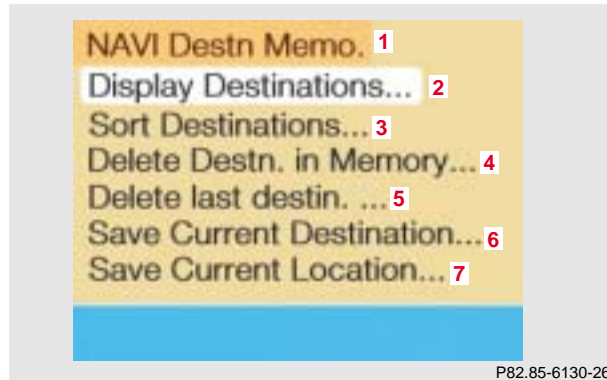 NAVI Destn Memo. 1
Display Destinations... 2
Sort Destinations... 3
Delete Destn. in Memory... 4
Delete last destin. ... 5
Save Current Destination... 6
Save Current Location... 7
P82.85-6130-26